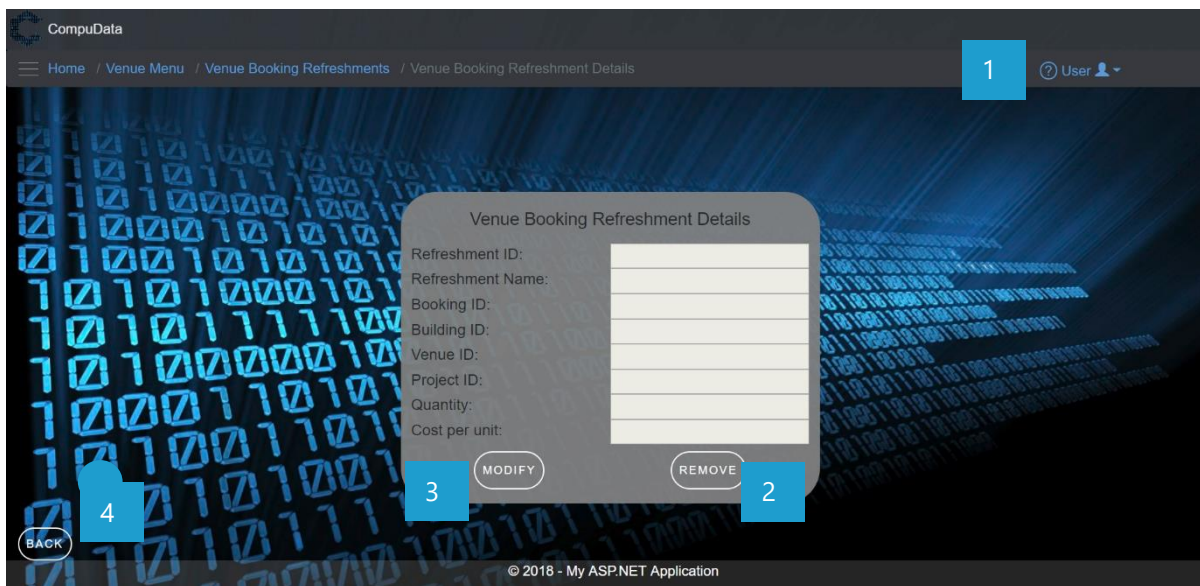 CompuData
Home / Venue Menu / Venue Booking Refreshments / Venue Booking Refreshment Details
1
User
Venue Booking Refreshment Details
Refreshment ID:
Refreshment Name:
Booking ID:
Building ID:
Venue ID:
Project ID:
Quantity:
Cost per unit:
3
MODIFY
REMOVE
2
4
BACK
© 2018 - My ASP.NET Application